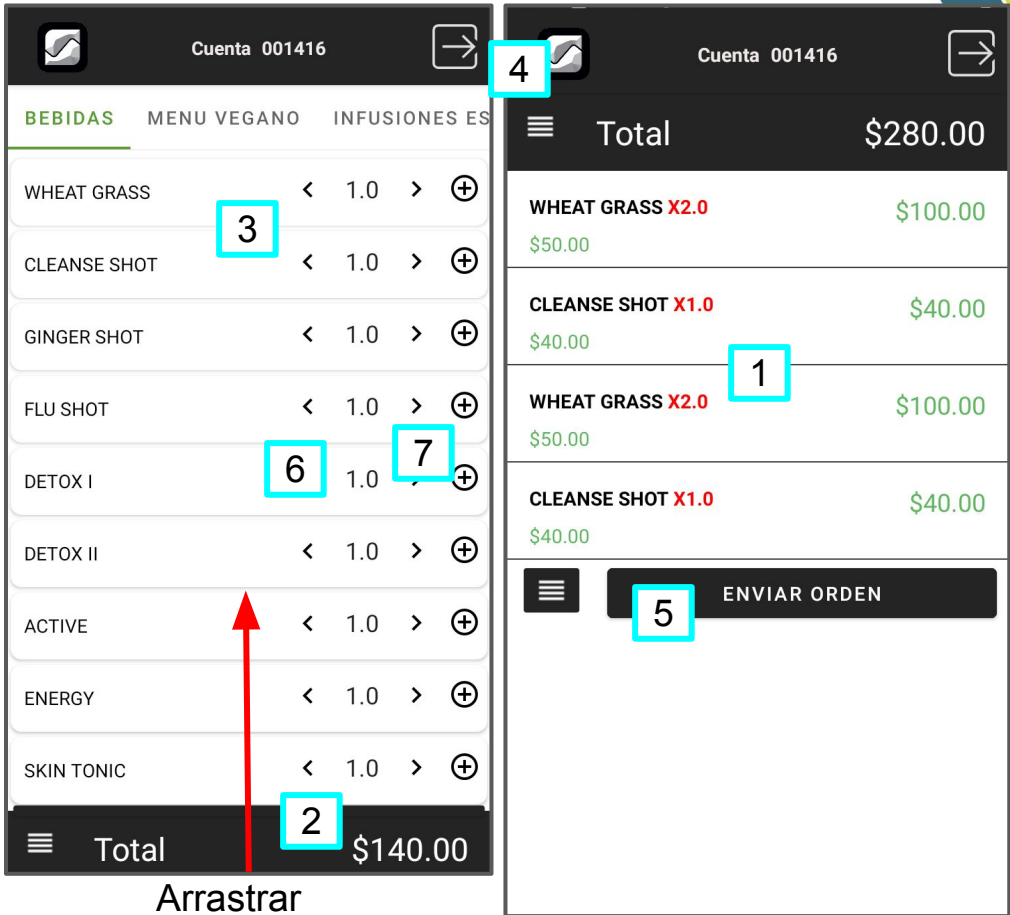 Cuenta 001416
BEBIDAS MENU VEGANO INFUSIONES ES
WHEAT GRASS 1.0
3
CLEANSE SHOT 1.0
GINGER SHOT 1.0
FLU SHOT 1.0
7
6
DETOX I 1.0
DETOX II 1.0
ACTIVE 1.0
ENERGY 1.0
SKIN TONIC 1.0
2
Total $140.00
Arrastrar
4
Cuenta 001416
Total $280.00
WHEAT GRASS X2.0 $100.00
$50.00
CLEANSE SHOT X1.0 $40.00
$40.00
1
WHEAT GRASS X2.0 $100.00
$50.00
CLEANSE SHOT X1.0 $40.00
$40.00
ENVIAR ORDEN
5